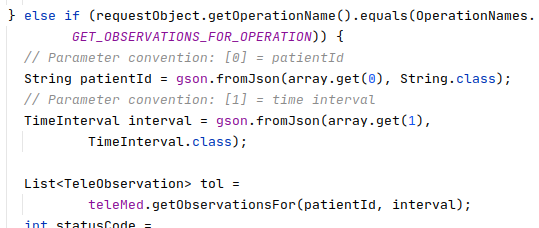 } else if (requestObject.getOperationName().equals(OperationNames.
GET_OBSERVATIONS_FOR_OPERATION)) {
// Parameter convention: [0] = patientId
String patientId = gson.fromJson(array.get(0), String.class);
// Parameter convention: [1] = time interval
TimeInterval interval = gson.fromJson(array.get(1),
TimeInterval.class);
List<TeleObservation> tol =
teleMed.getObservationsFor(patientId, interval);
int statusCode =